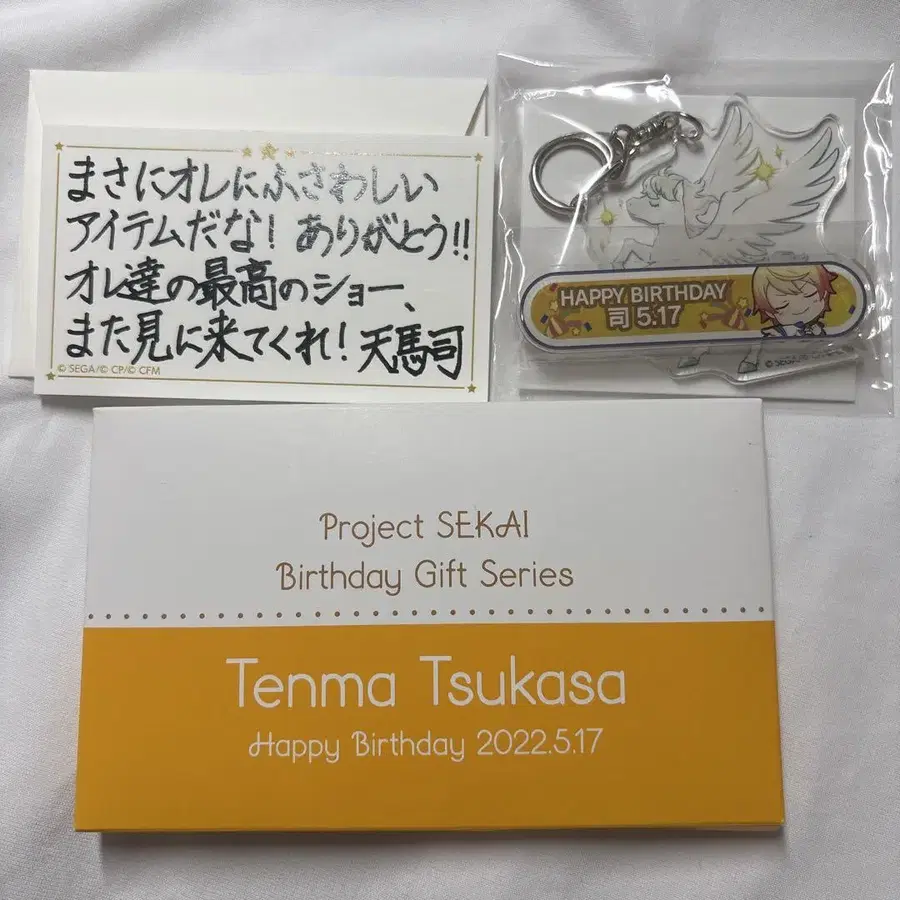 まさにオレにふさわしい
アイテムだな! ありがとう!!
オレ達の最高のショー、
また見に来てくれ! 天馬司
© SEGA/© CP/© CFM
HAPPY BIRTHDAY
司 5.17
© SEGA/©
Project SEKAI
Birthday Gift Series
Tenma Tsukasa
Happy Birthday 2022.5.17